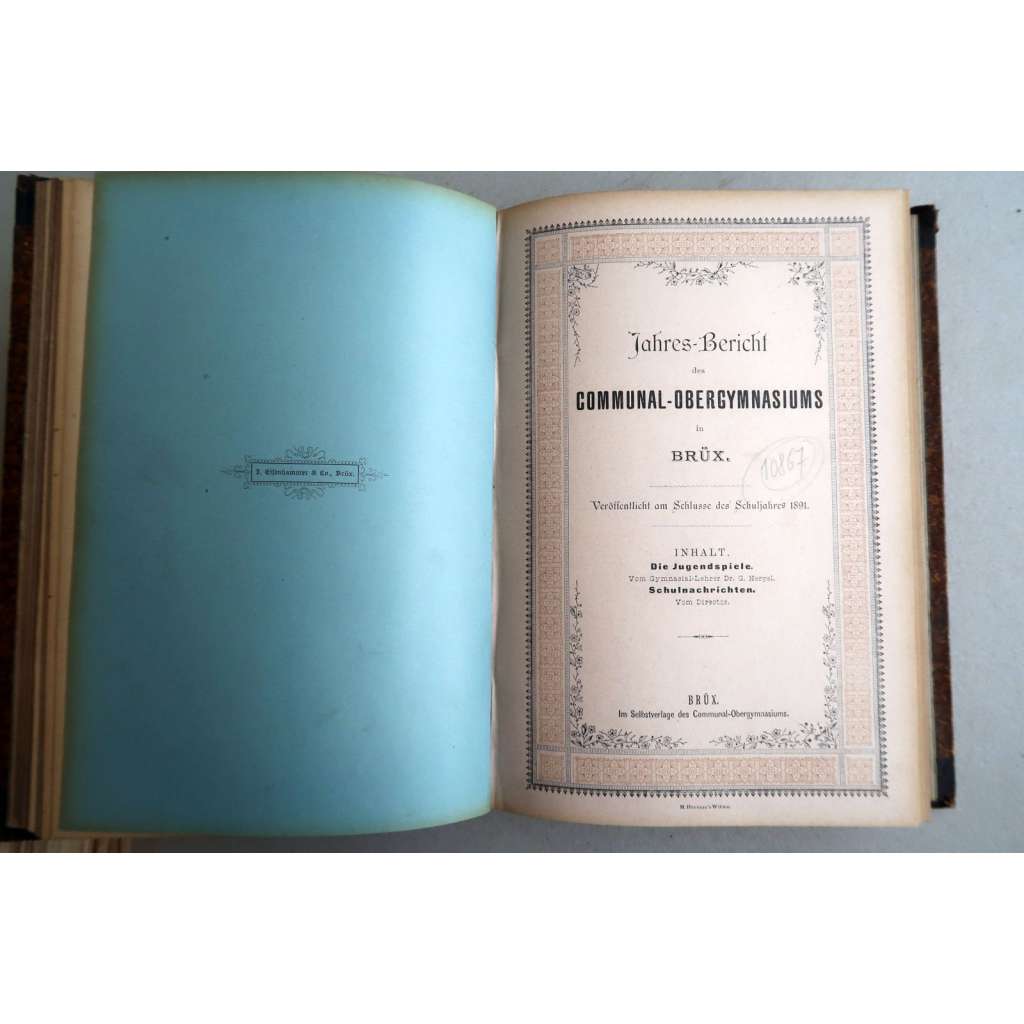 J. Eisenhammer & Co., Brüx.
Jahres-Bericht
des
COMMUNAL-OBERGYMNASIUMS
in
BRÜX.
10867
Veröffentlicht am Schlusse des Schuljahres 1891.
INHALT.
Die Jugendspiele.
Vom Gymnasial-Lehrer Dr. G. Hergel.
Schulnachrichten.
Vom Director.
BRÜX.
Im Selbstverlage des Communal-Obergymnasiums.
Witwe